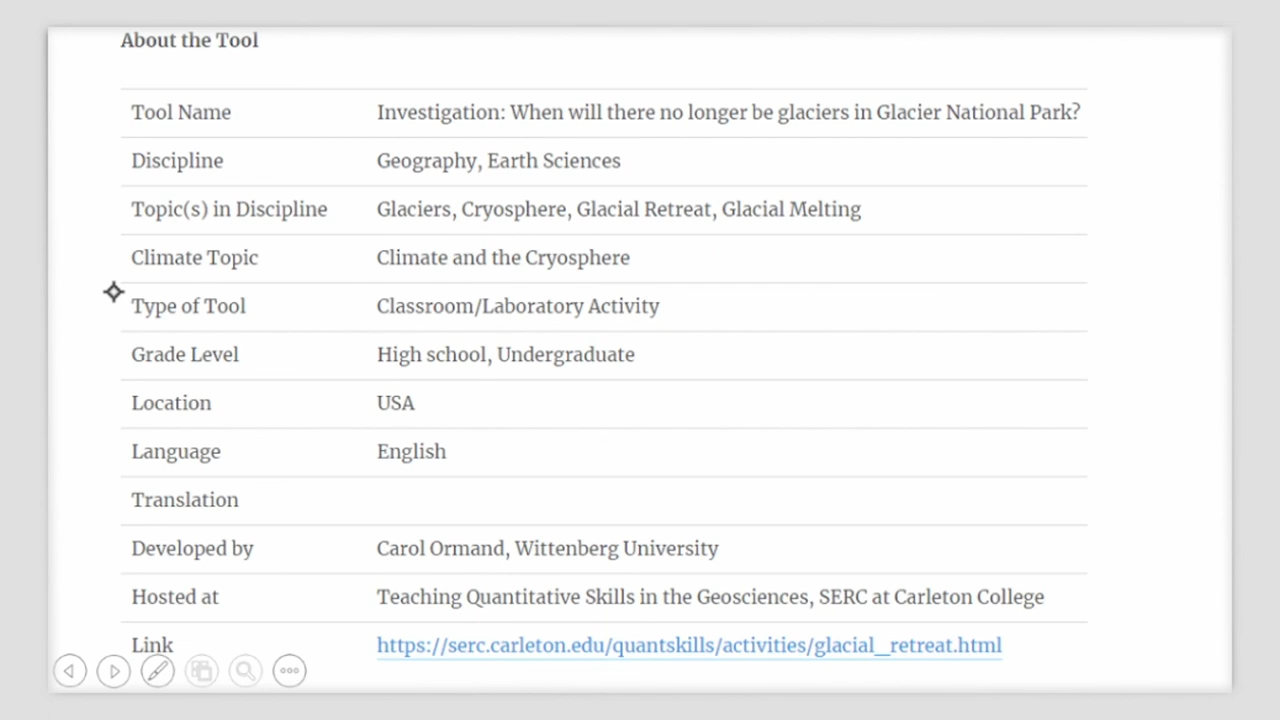 About the Tool
Tool Name Investigation: When will there no longer be glaciers in Glacier National Park?
Discipline Geography, Earth Sciences
Topic(s) in Discipline Glaciers, Cryosphere, Glacial Retreat, Glacial Melting
Climate Topic Climate and the Cryosphere
Type of Tool Classroom/Laboratory Activity
Grade Level High school, Undergraduate
Location USA
Language English
Translation
Developed by Carol Ormand, Wittenberg University
Hosted at Teaching Quantitative Skills in the Geosciences, SERC at Carleton College
Link https://serc.carleton.edu/quantskills/activities/glacial_retreat.html